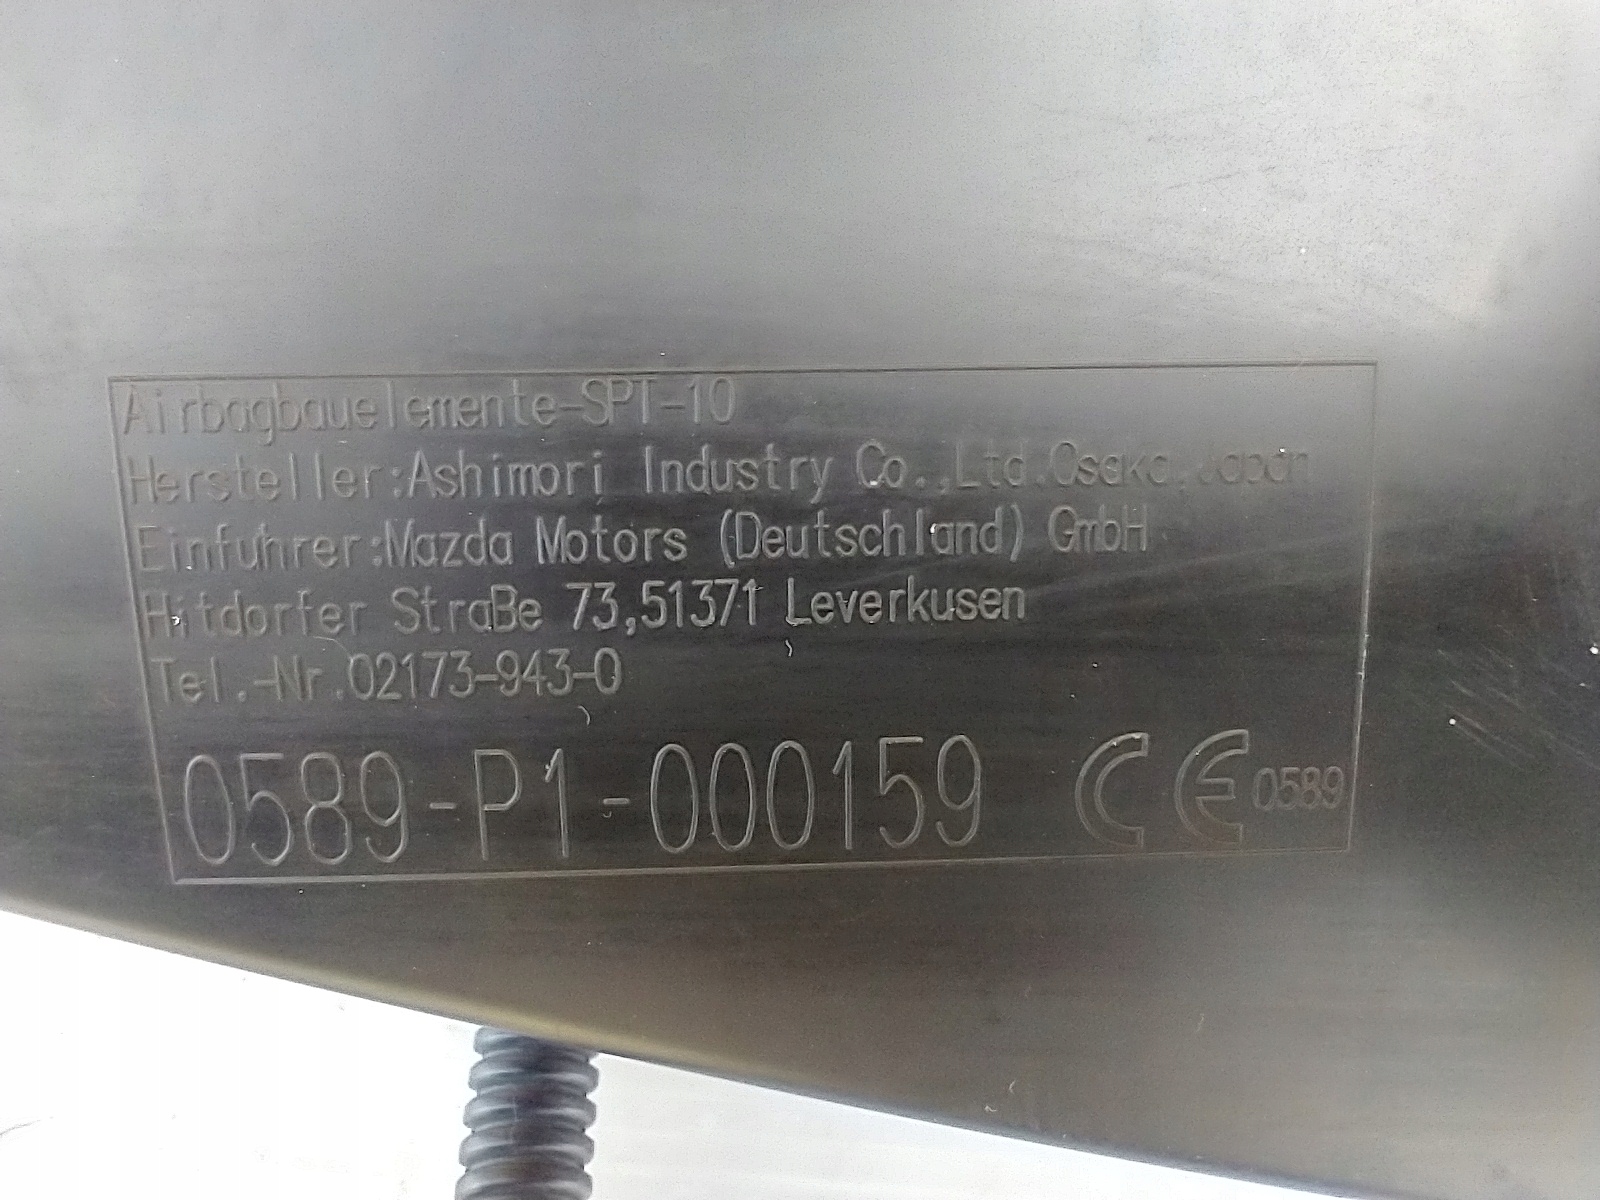 Airbagbauelemente-SPT-10
Hersteller:Ashimori Industry Co.,Ltd.Osaka,Japan
Einfuhrer:Mazda Motors (Deutschland) GmbH
Hitdorfer Straße 73,51371 Leverkusen
Tel.-Nr.02173-943-0
0589-P1-000159 CE 0589